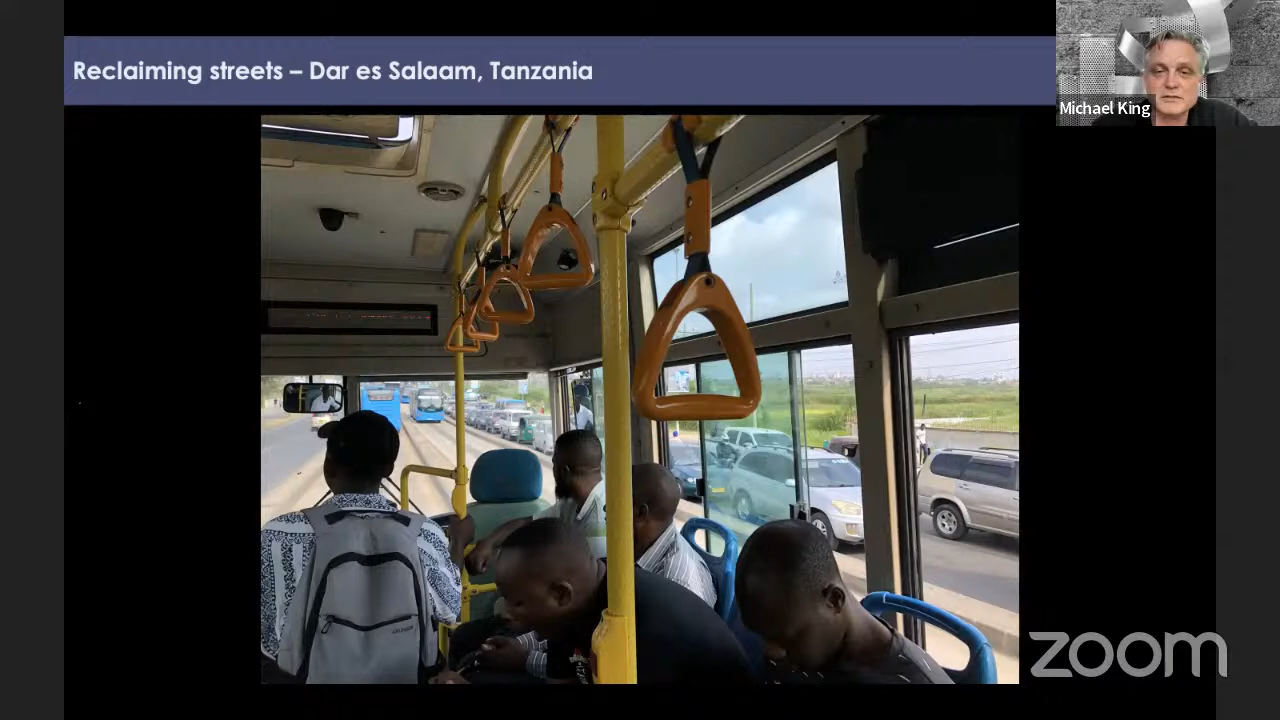 Reclaiming streets – Dar es Salaam, Tanzania
Michael King
zoom